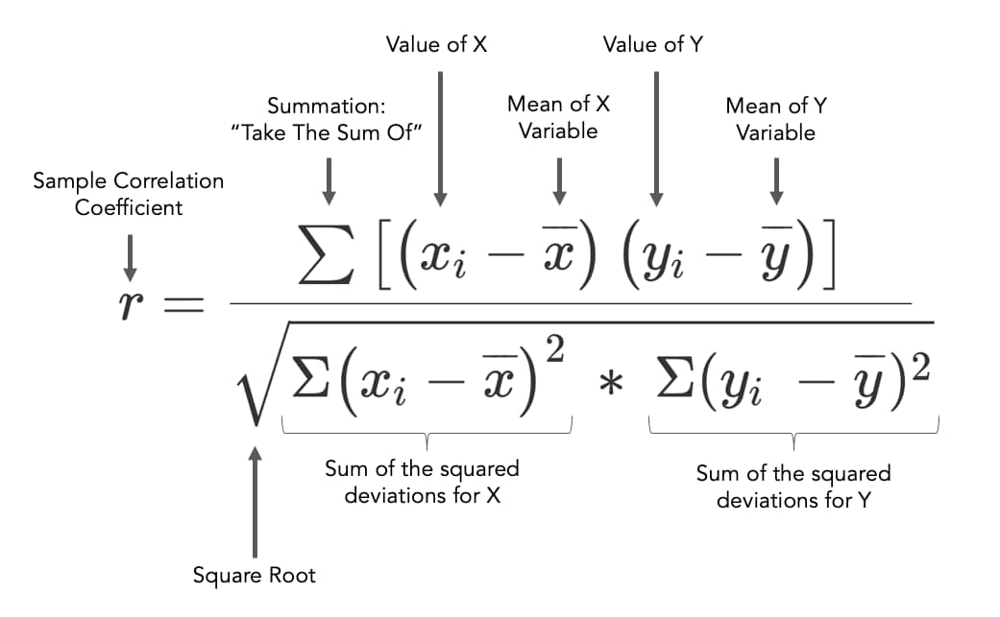 Value of X
Value of Y
Summation:
“Take The Sum Of”
Mean of X
Variable
Mean of Y
Variable
Sample Correlation
Coefficient
r = Σ[(xᵢ − x̅)(yᵢ − y̅)]
√Σ(xᵢ − x̅)² * Σ(yᵢ − y̅)²
Sum of the squared
deviations for X
Sum of the squared
deviations for Y
Square Root